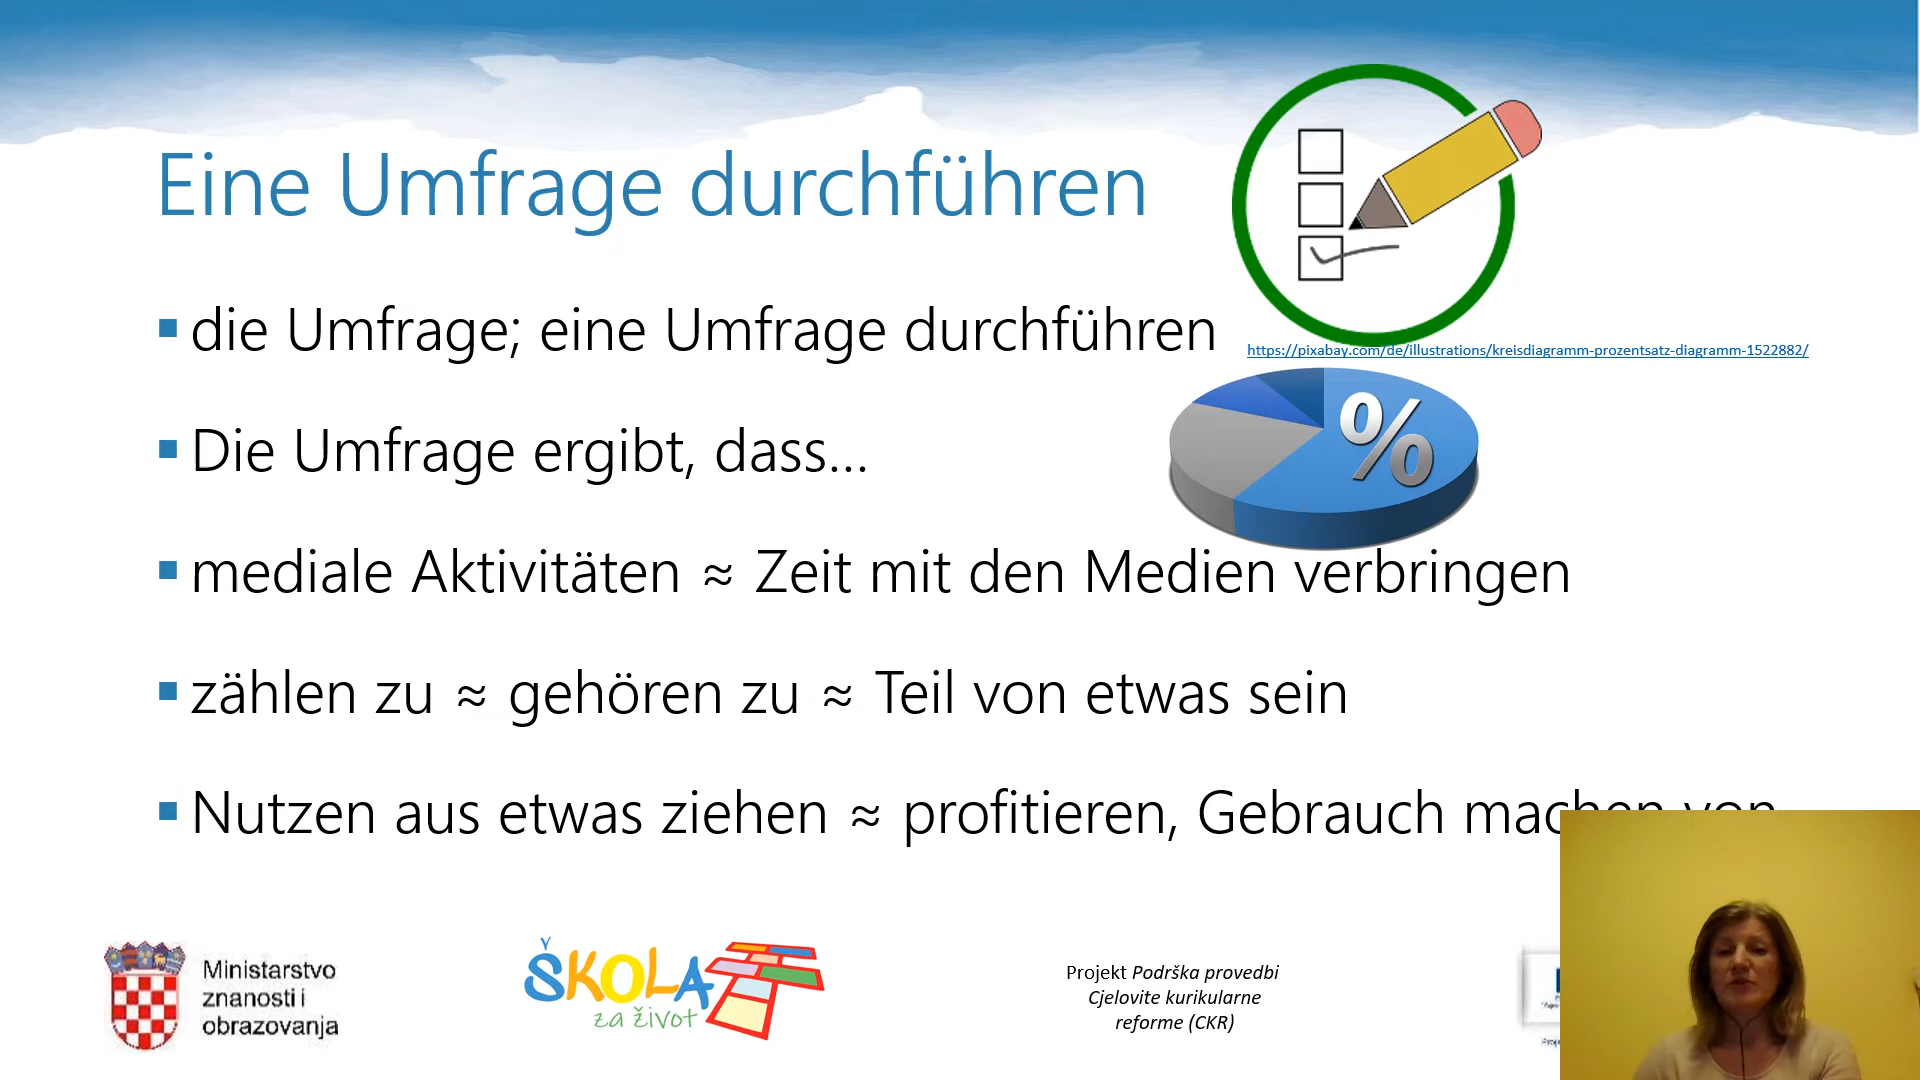 Eine Umfrage durchführen
▪ die Umfrage; eine Umfrage durchführen
https://pixabay.com/de/illustrations/kreisdiagramm-prozentsatz-diagramm-1522882/
%
▪ Die Umfrage ergibt, dass…
▪ mediale Aktivitäten ≈ Zeit mit den Medien verbringen
▪ zählen zu ≈ gehören zu ≈ Teil von etwas sein
▪ Nutzen aus etwas ziehen ≈ profitieren, Gebrauch machen von
Ministarstvo
znanosti i
obrazovanja
ŠKOLA
za život
Projekt Podrška provedbi
Cjelovite kurikularne
reforme (CKR)